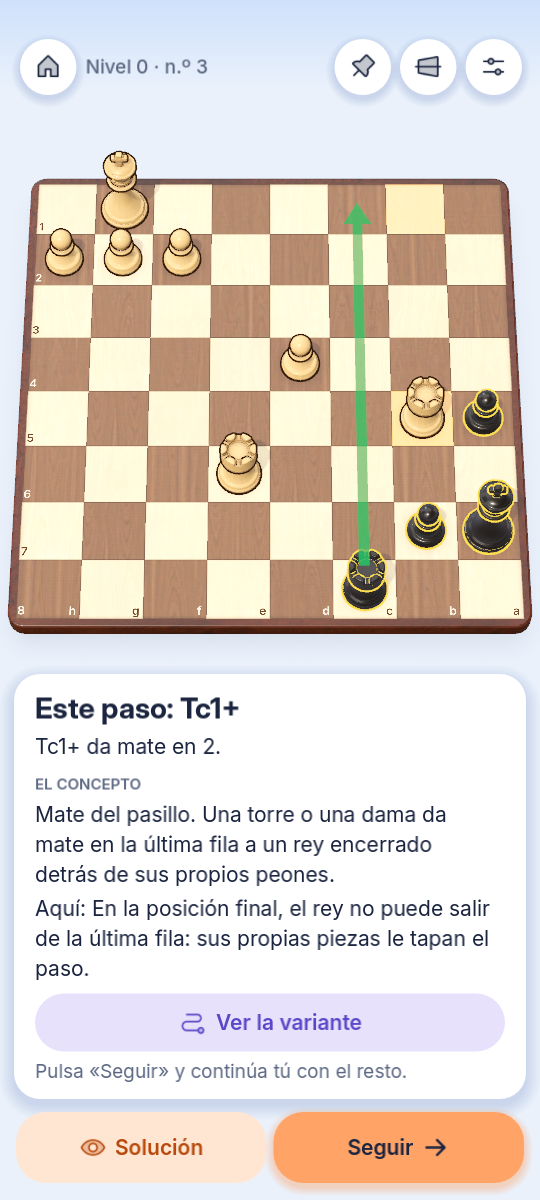 Nivel 0 · n.º 3
1
2
3
4
5
6
7
8 h g f e d c b a
Este paso: Tc1+
Tc1+ da mate en 2.
EL CONCEPTO
Mate del pasillo. Una torre o una dama da
mate en la última fila a un rey encerrado
detrás de sus propios peones.
Aquí: En la posición final, el rey no puede salir
de la última fila: sus propias piezas le tapan el
paso.
Ver la variante
Pulsa «Seguir» y continúa tú con el resto.
Solución
Seguir